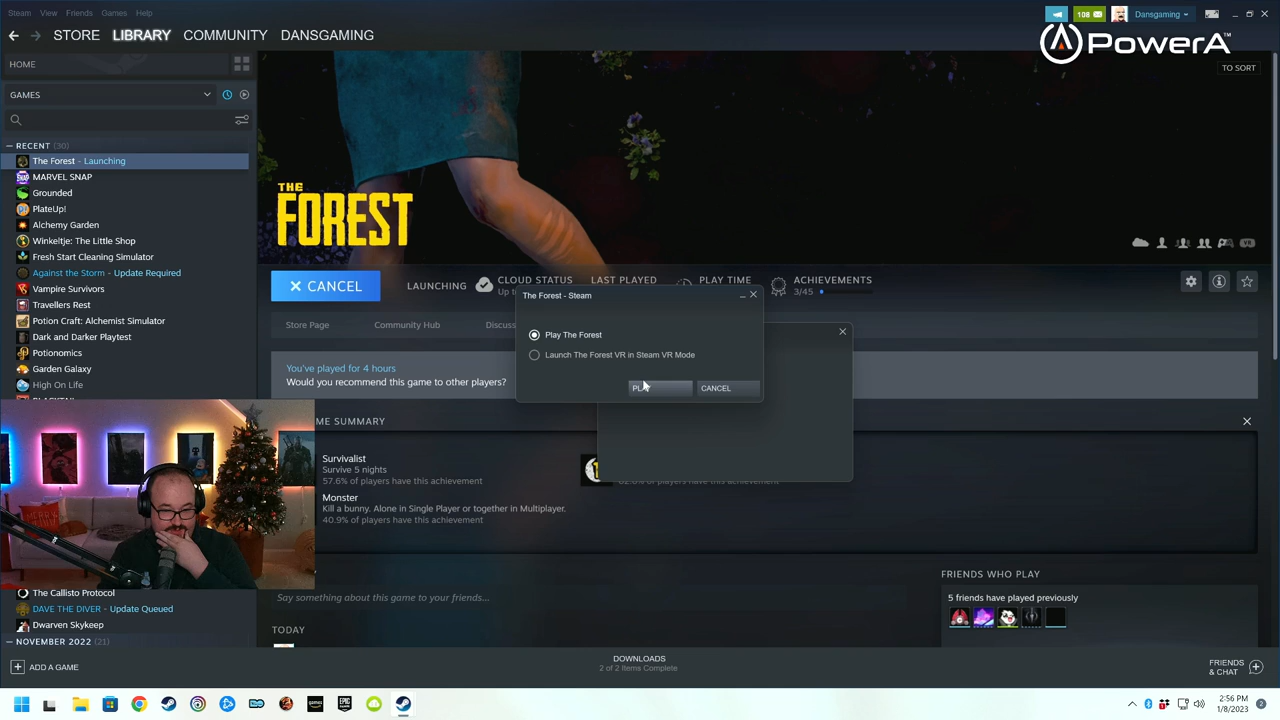 Steam View Friends Games Help
108
Dansgaming
STORE LIBRARY COMMUNITY DANSGAMING
PowerA
HOME
TO SORT
GAMES
RECENT (30)
The Forest - Launching
MARVEL SNAP
Grounded
PlateUp!
Alchemy Garden
Winkeltje: The Little Shop
Fresh Start Cleaning Simulator
Against the Storm - Update Required
Vampire Survivors
Travellers Rest
Potion Craft: Alchemist Simulator
Dark and Darker Playtest
Potionomics
Garden Galaxy
High On Life
The Callisto Protocol
DAVE THE DIVER - Update Queued
Dwarven Skykeep
NOVEMBER 2022 (21)
ADD A GAME
THE
FOREST
CANCEL
LAUNCHING
CLOUD STATUS
LAST PLAYED
PLAY TIME
ACHIEVEMENTS
3/45
Store Page
Community Hub
The Forest - Steam
Play The Forest
Launch The Forest VR in Steam VR Mode
CANCEL
You've played for 4 hours
Would you recommend this game to other players?
SUMMARY
Survivalist
Survive 5 nights
57.6% of players have this achievement
Monster
Kill a bunny. Alone in Single Player or together in Multiplayer.
40.9% of players have this achievement
Say something about this game to your friends...
TODAY
FRIENDS WHO PLAY
5 friends have played previously
DOWNLOADS
2 of 2 Items Complete
FRIENDS
& CHAT
2:56 PM
1/8/2023